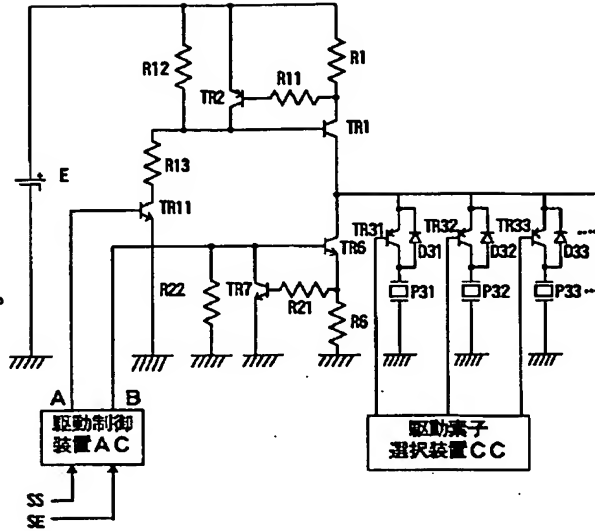 R12
R1
R11
TR2
TR1
R13
E
TR11
TR31
TR32
TR33
D31
D32
D33
TR6
P31
P32
P33
R22
TR7
R21
R6
A
B
駆動制御
装置AC
駆動素子
選択装置CC
SS
SE